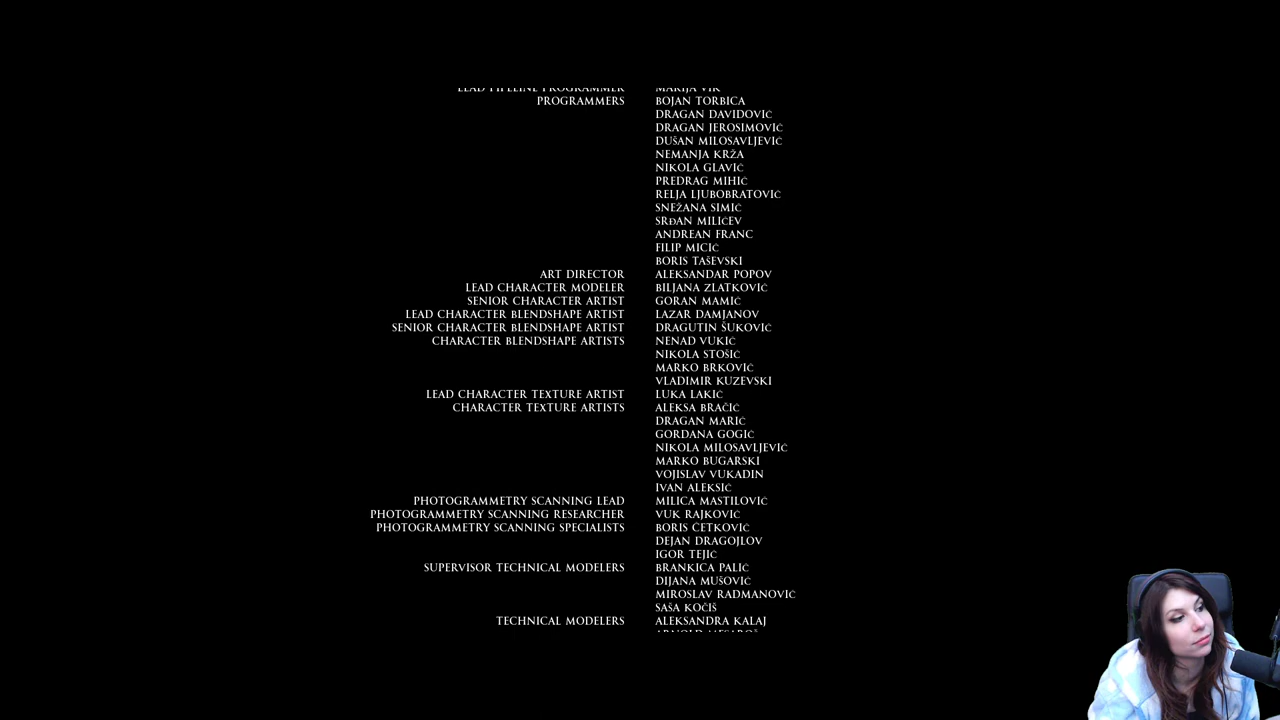 LEAD PIPELINE PROGRAMMER MARIJA VIK
PROGRAMMERS BOJAN TORBICA
DRAGAN DAVIDOVIĆ
DRAGAN JEROSIMOVIĆ
DUŠAN MILOSAVLJEVIĆ
NEMANJA KRŽA
NIKOLA GLAVIĆ
PREDRAG MIHIĆ
RELJA LJUBOBRATOVIĆ
SNEŽANA SIMIĆ
SRĐAN MILIĆEV
ANDREAN FRANC
FILIP MICIĆ
BORIS TAŠEVSKI
ART DIRECTOR ALEKSANDAR POPOV
LEAD CHARACTER MODELER BILJANA ZLATKOVIĆ
SENIOR CHARACTER ARTIST GORAN MAMIĆ
LEAD CHARACTER BLENDSHAPE ARTIST LAZAR DAMJANOV
SENIOR CHARACTER BLENDSHAPE ARTIST DRAGUTIN ŠUKOVIĆ
CHARACTER BLENDSHAPE ARTISTS NENAD VUKIĆ
NIKOLA STOŠIĆ
MARKO BRKOVIĆ
VLADIMIR KUZEVSKI
LEAD CHARACTER TEXTURE ARTIST LUKA LAKIĆ
CHARACTER TEXTURE ARTISTS ALEKSA BRAČIĆ
DRAGAN MARIĆ
GORDANA GOGIĆ
NIKOLA MILOSAVLJEVIĆ
MARKO BUGARSKI
VOJISLAV VUKADIN
IVAN ALEKSIĆ
PHOTOGRAMMETRY SCANNING LEAD MILICA MASTILOVIĆ
PHOTOGRAMMETRY SCANNING RESEARCHER VUK RAJKOVIĆ
PHOTOGRAMMETRY SCANNING SPECIALISTS BORIS ĆETKOVIĆ
DEJAN DRAGOJLOV
IGOR TEJIĆ
SUPERVISOR TECHNICAL MODELERS BRANKICA PALIĆ
DIJANA MUŠOVIĆ
MIROSLAV RADMANOVIĆ
SAŠA KOČIŠ
TECHNICAL MODELERS ALEKSANDRA KALAJ